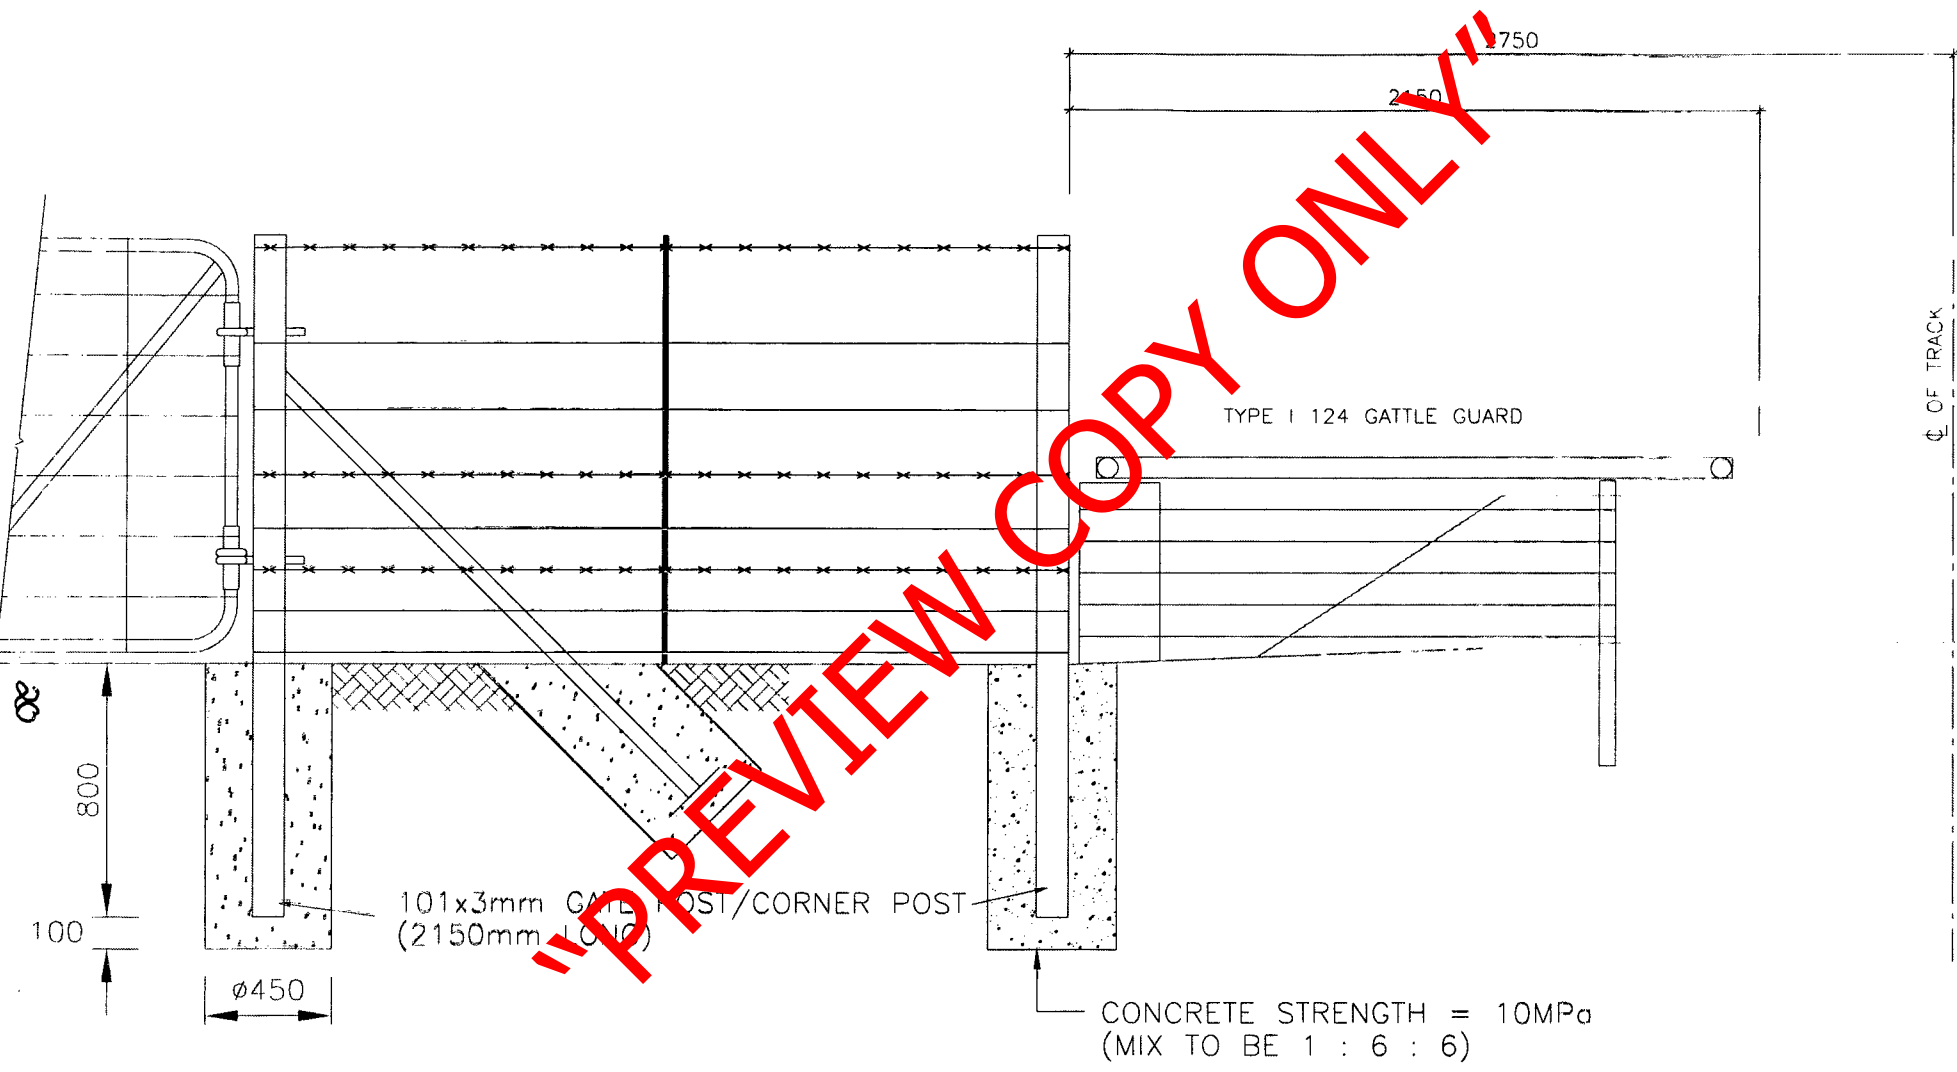 2750
2150
℄ OF TRACK
TYPE I 124 GATTLE GUARD
800
100
101x3mm GATE POST/CORNER POST
(2150mm LONG)
ø450
CONCRETE STRENGTH = 10MPa
(MIX TO BE 1 : 6 : 6)
"PREVIEW COPY ONLY"